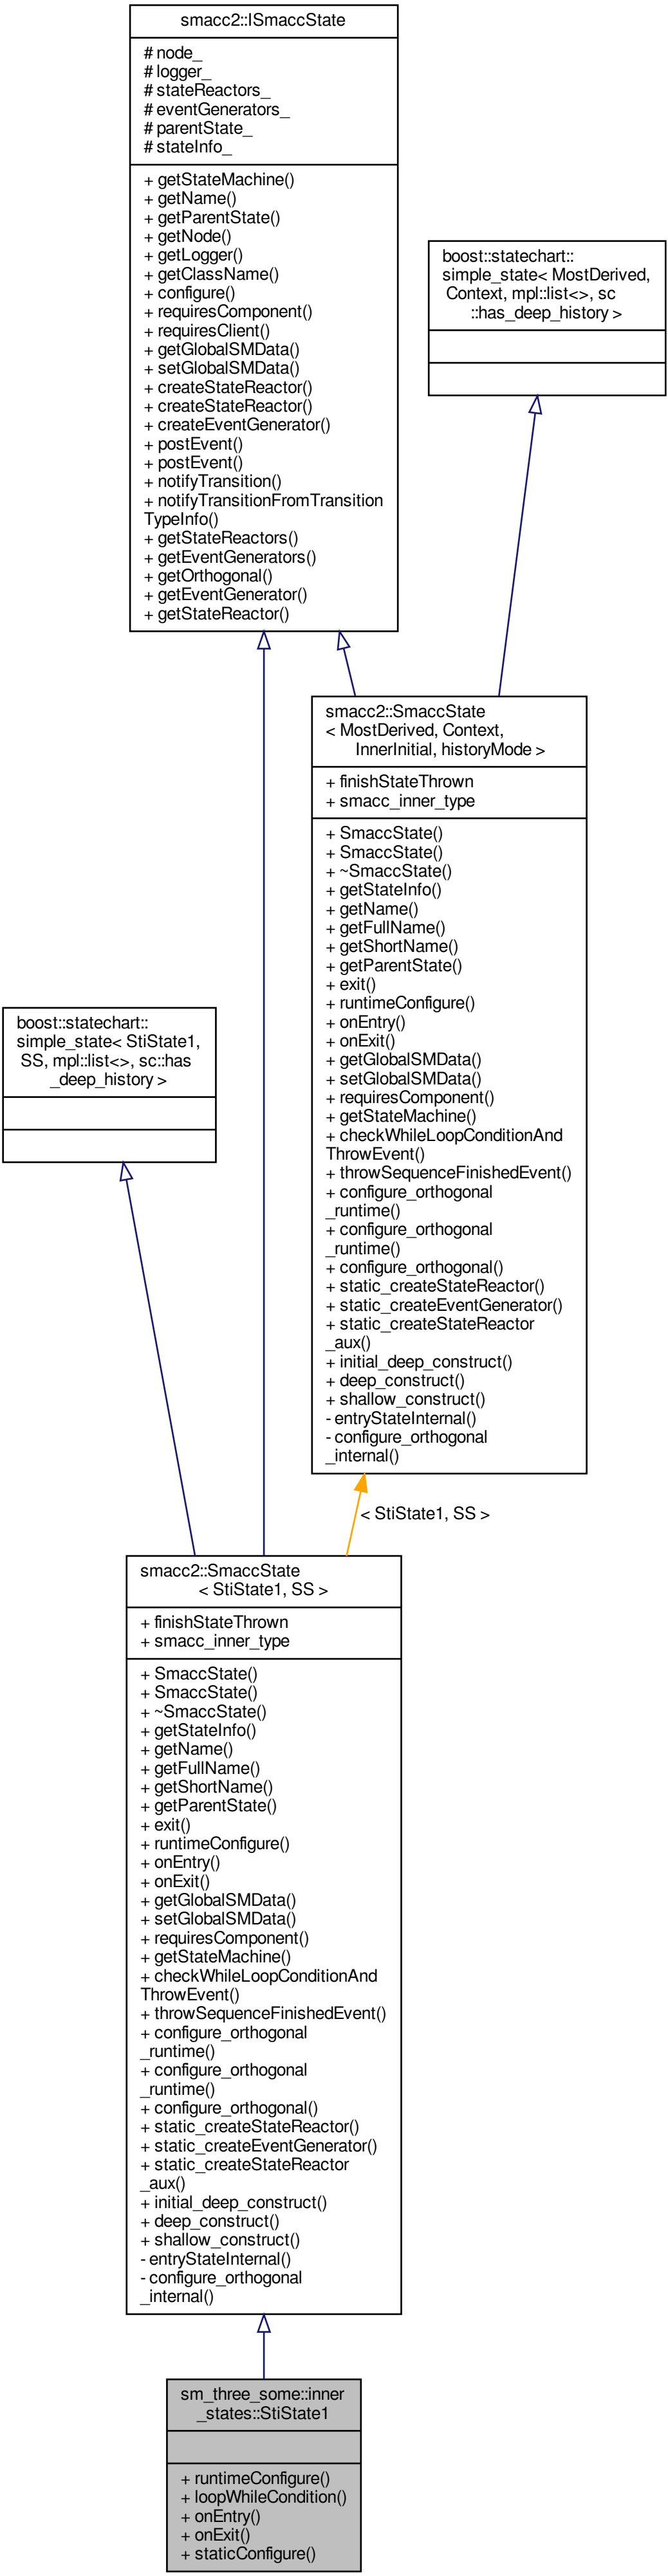 smacc2::ISmaccState
# node_
# logger_
# stateReactors_
# eventGenerators_
# parentState_
# stateInfo_
+ getStateMachine()
+ getName()
+ getParentState()
+ getNode()
+ getLogger()
+ getClassName()
+ configure()
+ requiresComponent()
+ requiresClient()
+ getGlobalSMData()
+ setGlobalSMData()
+ createStateReactor()
+ createStateReactor()
+ createEventGenerator()
+ postEvent()
+ postEvent()
+ notifyTransition()
+ notifyTransitionFromTransition
TypeInfo()
+ getStateReactors()
+ getEventGenerators()
+ getOrthogonal()
+ getEventGenerator()
+ getStateReactor()
boost::statechart::
simple_state< MostDerived,
Context, mpl::list<>, sc
::has_deep_history >
smacc2::SmaccState
< MostDerived, Context,
InnerInitial, historyMode >
+ finishStateThrown
+ smacc_inner_type
+ SmaccState()
+ SmaccState()
+ ~SmaccState()
+ getStateInfo()
+ getName()
+ getFullName()
+ getShortName()
+ getParentState()
+ exit()
+ runtimeConfigure()
+ onEntry()
+ onExit()
+ getGlobalSMData()
+ setGlobalSMData()
+ requiresComponent()
+ getStateMachine()
+ checkWhileLoopConditionAnd
ThrowEvent()
+ throwSequenceFinishedEvent()
+ configure_orthogonal
_runtime()
+ configure_orthogonal
_runtime()
+ configure_orthogonal()
+ static_createStateReactor()
+ static_createEventGenerator()
+ static_createStateReactor
_aux()
+ initial_deep_construct()
+ deep_construct()
+ shallow_construct()
- entryStateInternal()
- configure_orthogonal
_internal()
boost::statechart::
simple_state< StiState1,
SS, mpl::list<>, sc::has
_deep_history >
< StiState1, SS >
smacc2::SmaccState
< StiState1, SS >
+ finishStateThrown
+ smacc_inner_type
+ SmaccState()
+ SmaccState()
+ ~SmaccState()
+ getStateInfo()
+ getName()
+ getFullName()
+ getShortName()
+ getParentState()
+ exit()
+ runtimeConfigure()
+ onEntry()
+ onExit()
+ getGlobalSMData()
+ setGlobalSMData()
+ requiresComponent()
+ getStateMachine()
+ checkWhileLoopConditionAnd
ThrowEvent()
+ throwSequenceFinishedEvent()
+ configure_orthogonal
_runtime()
+ configure_orthogonal
_runtime()
+ configure_orthogonal()
+ static_createStateReactor()
+ static_createEventGenerator()
+ static_createStateReactor
_aux()
+ initial_deep_construct()
+ deep_construct()
+ shallow_construct()
- entryStateInternal()
- configure_orthogonal
_internal()
sm_three_some::inner
_states::StiState1
+ runtimeConfigure()
+ loopWhileCondition()
+ onEntry()
+ onExit()
+ staticConfigure()